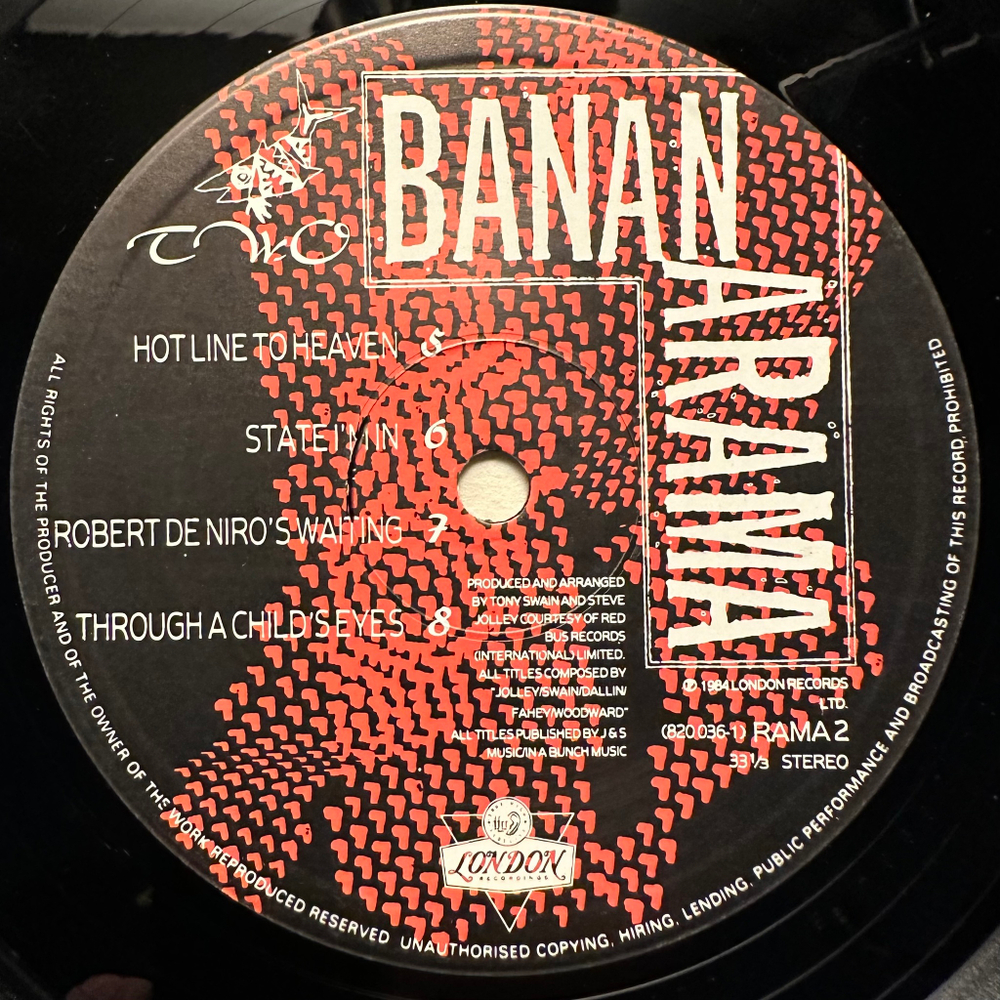 BANANARAMA
TWO
HOT LINE TO HEAVEN 5
STATE I'M IN 6
ROBERT DE NIRO'S WAITING 7
THROUGH A CHILD'S EYES 8
PRODUCED AND ARRANGED
BY TONY SWAIN AND STEVE
JOLLEY COURTESY OF RED
BUS RECORDS
(INTERNATIONAL) LIMITED.
ALL TITLES COMPOSED BY
"JOLLEY/SWAIN/DALLIN/
FAHEY/WOODWARD"
ALL TITLES PUBLISHED BY J & S
MUSIC/IN A BUNCH MUSIC
℗ 1984 LONDON RECORDS
LTD.
(820 036-1) RAMA 2
33 1/3 STEREO
LONDON
RECORDINGS
ALL RIGHTS OF THE PRODUCER AND OF THE OWNER OF THE WORK REPRODUCED RESERVED UNAUTHORISED COPYING, HIRING, LENDING, PUBLIC PERFORMANCE AND BROADCASTING OF THIS RECORD PROHIBITED